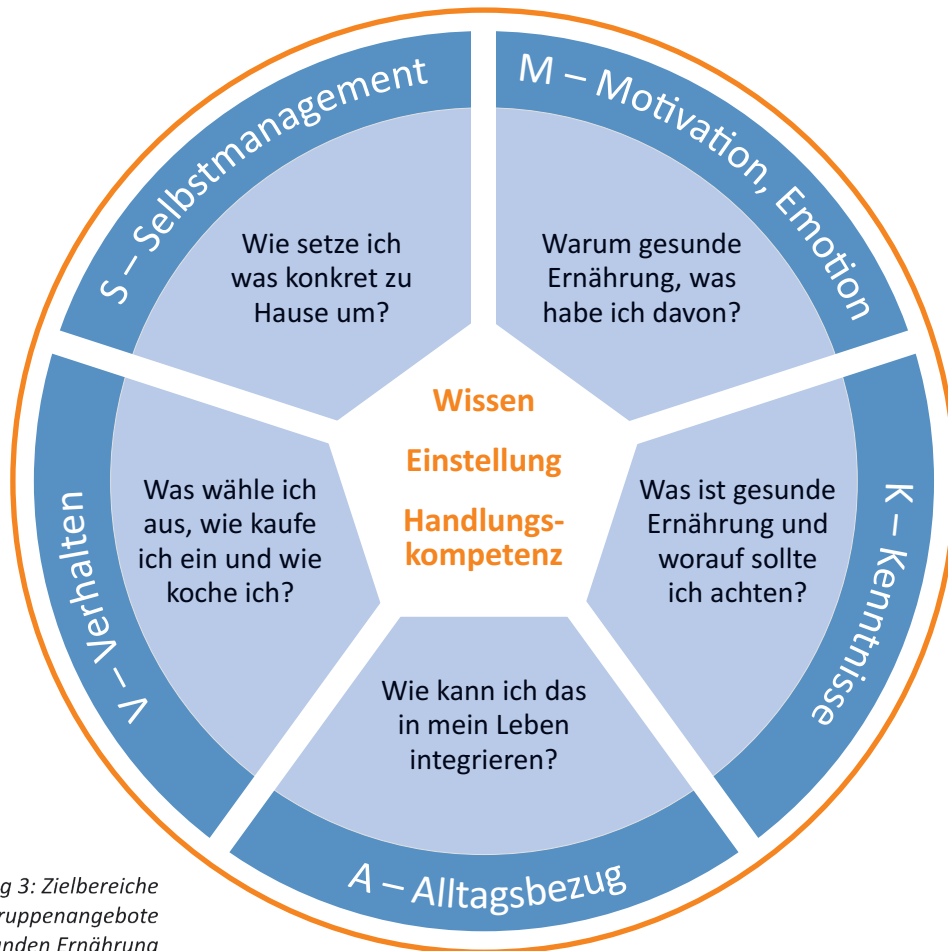 S – Selbstmanagement
Wie setze ich
was konkret zu
Hause um?
M – Motivation, Emotion
Warum gesunde
Ernährung, was
habe ich davon?
K – Kenntnisse
Was ist gesunde
Ernährung und
worauf sollte
ich achten?
A – Alltagsbezug
Wie kann ich das
in mein Leben
integrieren?
V – Verhalten
Was wähle ich
aus, wie kaufe
ich ein und wie
koche ich?
Wissen
Einstellung
Handlungs-
kompetenz
g 3: Zielbereiche
ruppenangebote
nden Ernährung